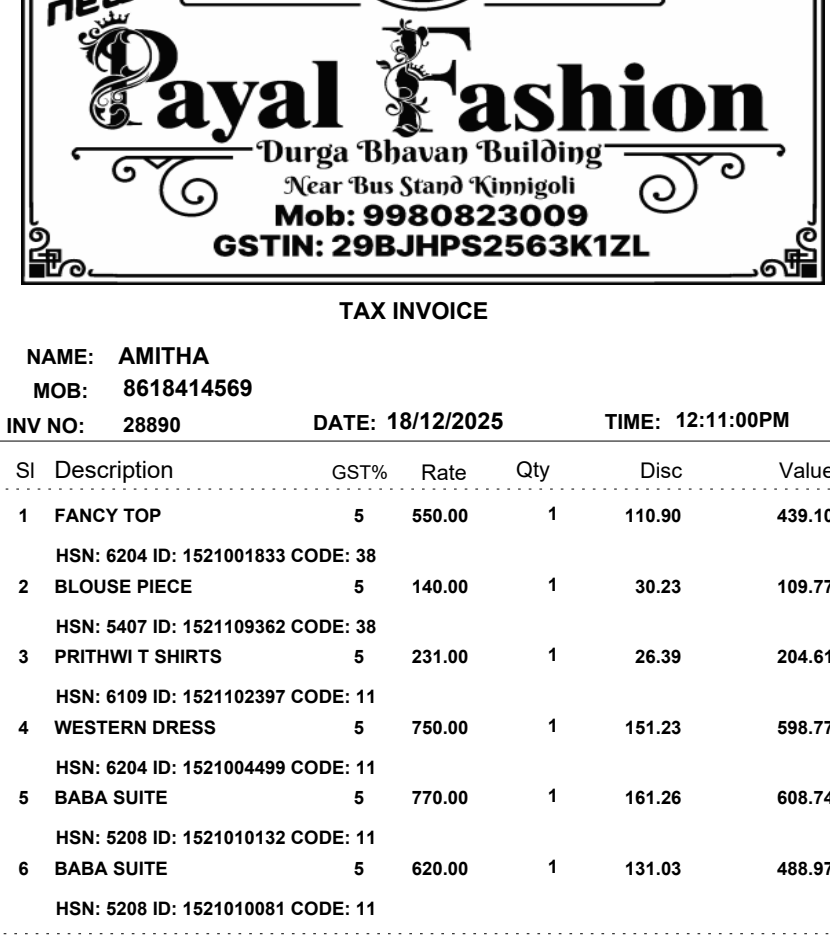 new
Payal Fashion
Durga Bhavan Building
Near Bus Stand Kinnigoli
Mob: 9980823009
GSTIN: 29BJHPS2563K1ZL
TAX INVOICE
NAME: AMITHA
MOB: 8618414569
INV NO: 28890 DATE: 18/12/2025 TIME: 12:11:00PM
Sl Description GST% Rate Qty Disc Value
1 FANCY TOP 5 550.00 1 110.90 439.10
HSN: 6204 ID: 1521001833 CODE: 38
2 BLOUSE PIECE 5 140.00 1 30.23 109.77
HSN: 5407 ID: 1521109362 CODE: 38
3 PRITHWI T SHIRTS 5 231.00 1 26.39 204.61
HSN: 6109 ID: 1521102397 CODE: 11
4 WESTERN DRESS 5 750.00 1 151.23 598.77
HSN: 6204 ID: 1521004499 CODE: 11
5 BABA SUITE 5 770.00 1 161.26 608.74
HSN: 5208 ID: 1521010132 CODE: 11
6 BABA SUITE 5 620.00 1 131.03 488.97
HSN: 5208 ID: 1521010081 CODE: 11